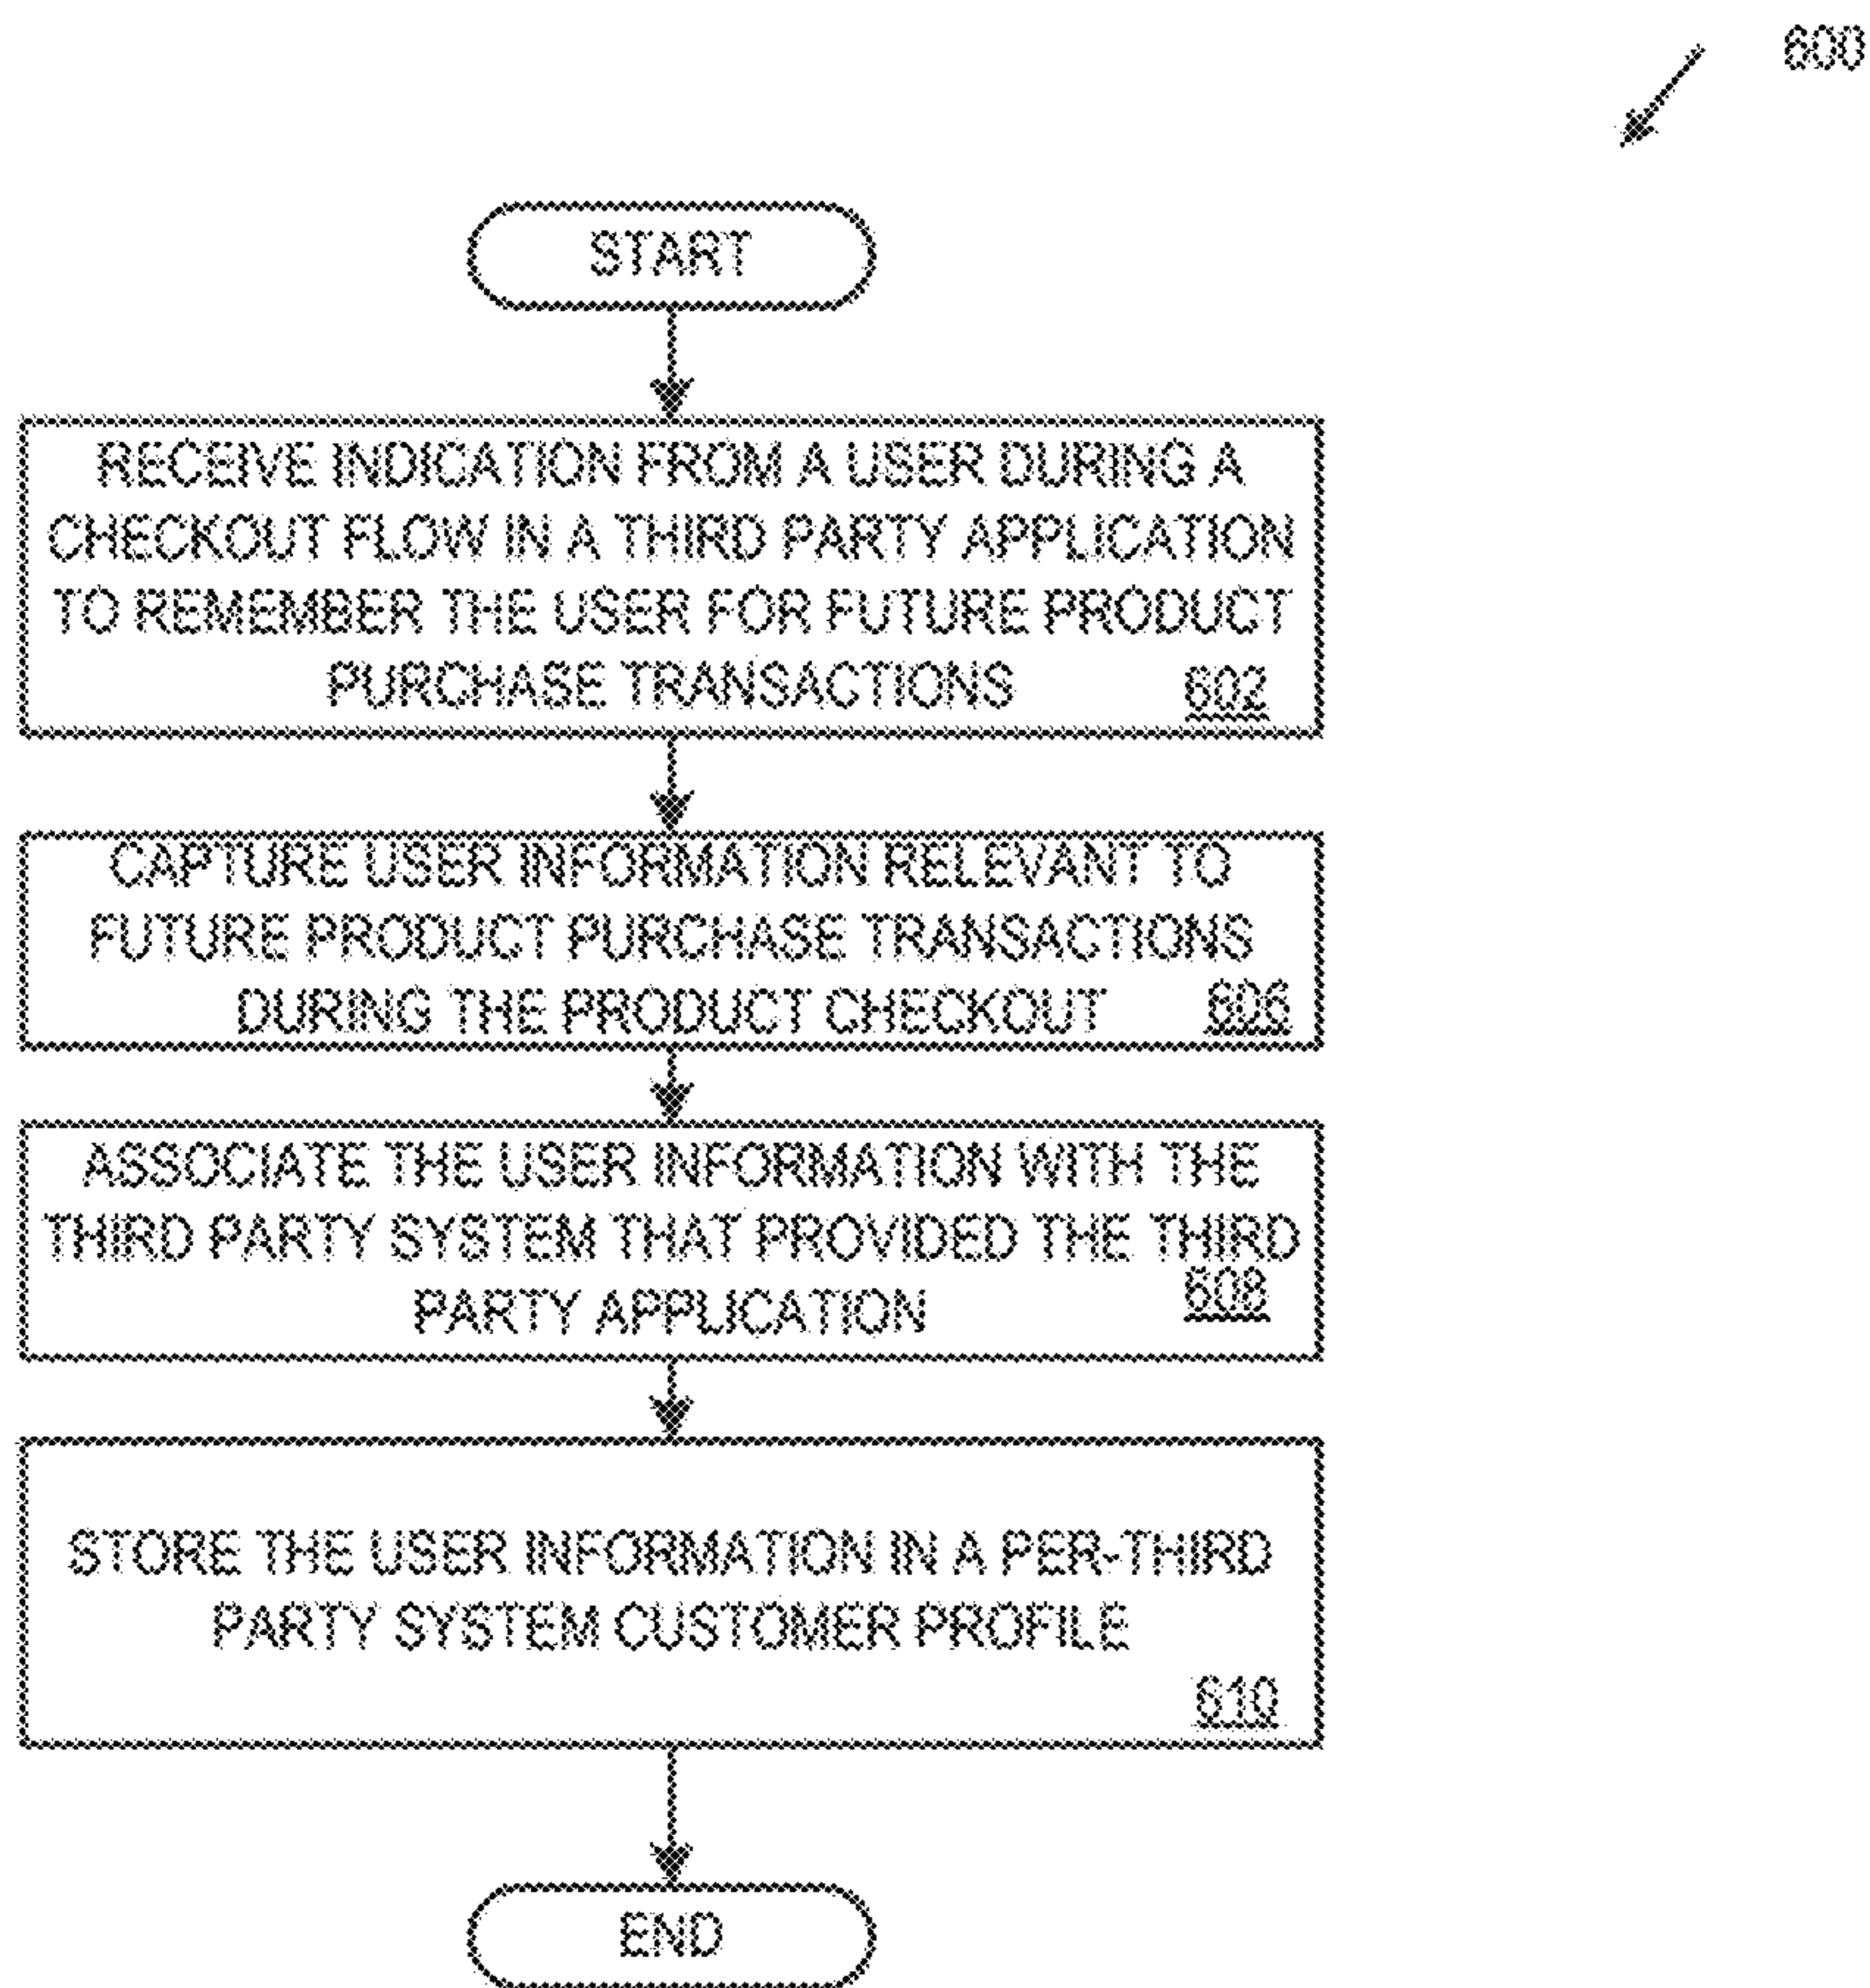 600
START
RECEIVE INDICATION FROM A USER DURING A
CHECKOUT FLOW IN A THIRD PARTY APPLICATION
TO REMEMBER THE USER FOR FUTURE PRODUCT
PURCHASE TRANSACTIONS 602
CAPTURE USER INFORMATION RELEVANT TO
FUTURE PRODUCT PURCHASE TRANSACTIONS
DURING THE PRODUCT CHECKOUT 606
ASSOCIATE THE USER INFORMATION WITH THE
THIRD PARTY SYSTEM THAT PROVIDED THE THIRD
PARTY APPLICATION 608
STORE THE USER INFORMATION IN A PER-THIRD
PARTY SYSTEM CUSTOMER PROFILE
610
END